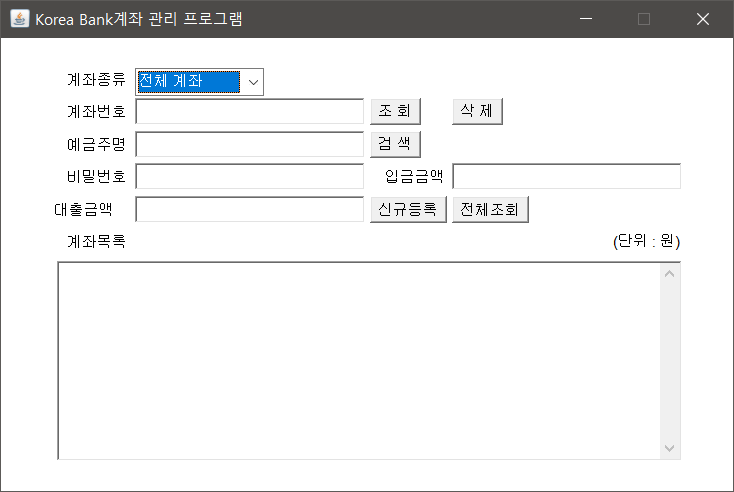 Korea Bank계좌 관리 프로그램
계좌종류 전체 계좌
계좌번호 조 회 삭 제
예금주명 검 색
비밀번호 입금금액
대출금액 신규등록 전체조회
계좌목록 (단위 : 원)